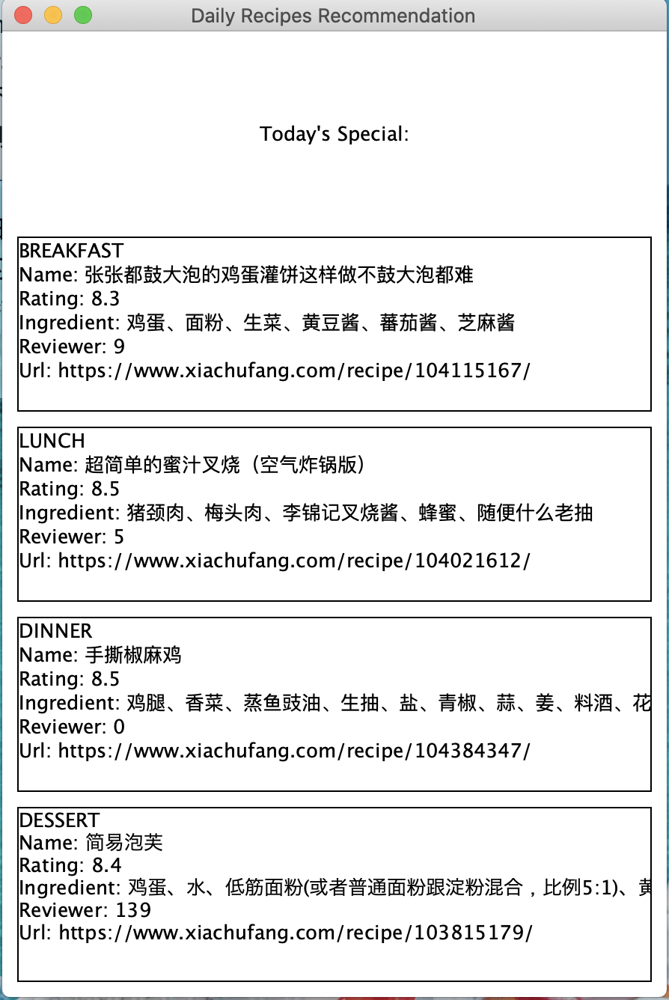 Daily Recipes Recommendation
Today's Special:
BREAKFAST
Name: 张张都鼓大泡的鸡蛋灌饼这样做不鼓大泡都难
Rating: 8.3
Ingredient: 鸡蛋、面粉、生菜、黄豆酱、蕃茄酱、芝麻酱
Reviewer: 9
Url: https://www.xiachufang.com/recipe/104115167/
LUNCH
Name: 超简单的蜜汁叉烧（空气炸锅版）
Rating: 8.5
Ingredient: 猪颈肉、梅头肉、李锦记叉烧酱、蜂蜜、随便什么老抽
Reviewer: 5
Url: https://www.xiachufang.com/recipe/104021612/
DINNER
Name: 手撕椒麻鸡
Rating: 8.5
Ingredient: 鸡腿、香菜、蒸鱼豉油、生抽、盐、青椒、蒜、姜、料酒、花
Reviewer: 0
Url: https://www.xiachufang.com/recipe/104384347/
DESSERT
Name: 简易泡芙
Rating: 8.4
Ingredient: 鸡蛋、水、低筋面粉(或者普通面粉跟淀粉混合，比例5:1)、黄
Reviewer: 139
Url: https://www.xiachufang.com/recipe/103815179/